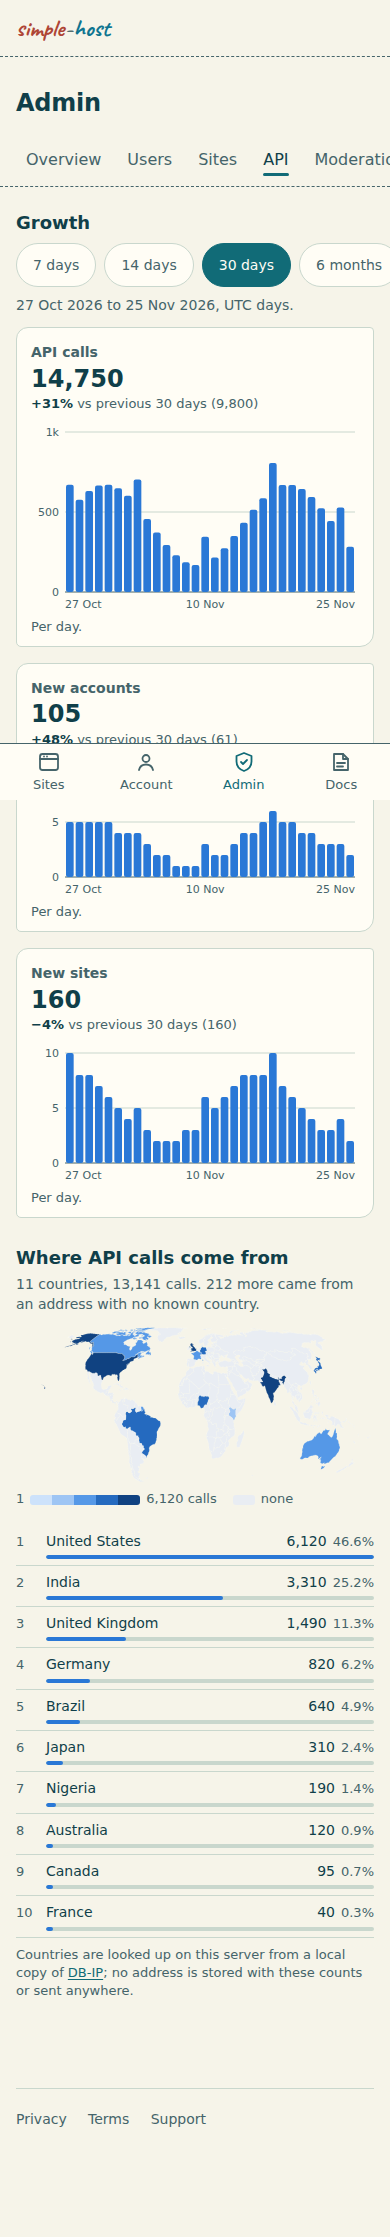 simple-host
Admin
Overview Users Sites API Moderatio
Growth
7 days 14 days 30 days 6 months
27 Oct 2026 to 25 Nov 2026, UTC days.
API calls
14,750
+31% vs previous 30 days (9,800)
1k
500
0
27 Oct 10 Nov 25 Nov
Per day.
New accounts
105
+48% vs previous 30 days (61)
Sites Account Admin Docs
5
0
27 Oct 10 Nov 25 Nov
Per day.
New sites
160
−4% vs previous 30 days (160)
10
5
0
27 Oct 10 Nov 25 Nov
Per day.
Where API calls come from
11 countries, 13,141 calls. 212 more came from
an address with no known country.
1 6,120 calls none
1 United States 6,120 46.6%
2 India 3,310 25.2%
3 United Kingdom 1,490 11.3%
4 Germany 820 6.2%
5 Brazil 640 4.9%
6 Japan 310 2.4%
7 Nigeria 190 1.4%
8 Australia 120 0.9%
9 Canada 95 0.7%
10 France 40 0.3%
Countries are looked up on this server from a local
copy of DB-IP; no address is stored with these counts
or sent anywhere.
Privacy Terms Support